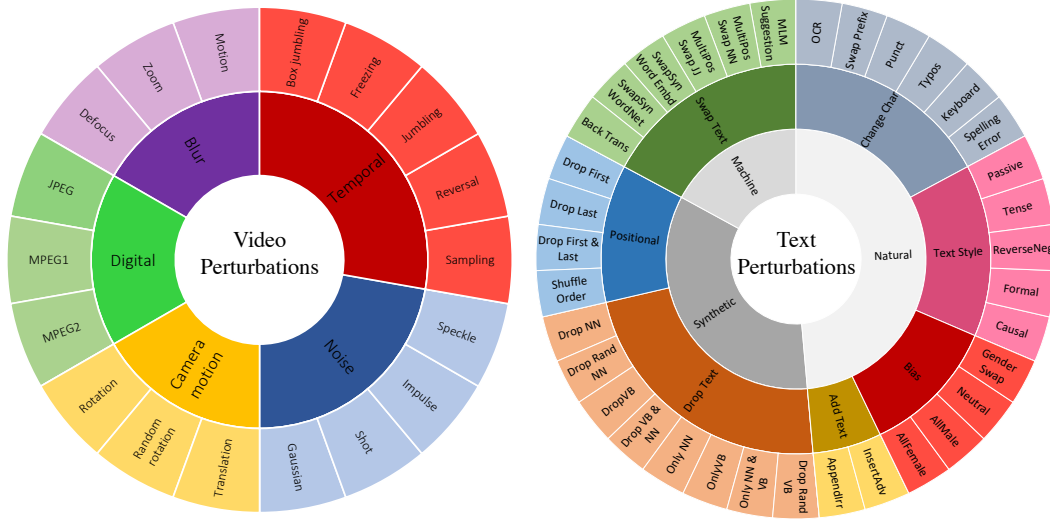 Video
Perturbations
Temporal
Noise
Camera
motion
Digital
Blur
Box jumbling
Freezing
Jumbling
Reversal
Sampling
Speckle
Impulse
Shot
Gaussian
Translation
Random
rotation
Rotation
MPEG2
MPEG1
JPEG
Defocus
Zoom
Motion
Text
Perturbations
Natural
Synthetic
Machine
Change Char
Text Style
Bias
Add Text
Drop Text
Positional
Swap Text
OCR
Swap Prefix
Punct
Typos
Keyboard
Spelling
Error
Passive
Tense
ReverseNeg
Formal
Causal
Gender
Swap
Neutral
AllMale
AllFemale
InsertAdv
AppendIrr
Drop Rand
VB
Only NN &
VB
OnlyVB
Only NN
Drop VB &
NN
DropVB
Drop Rand
NN
Drop NN
Shuffle
Order
Drop First &
Last
Drop Last
Drop First
Back Trans
SwapSyn
WordNet
SwapSyn
Word Embd
MultiPos
Swap JJ
MultiPos
Swap NN
MLM
Suggestion